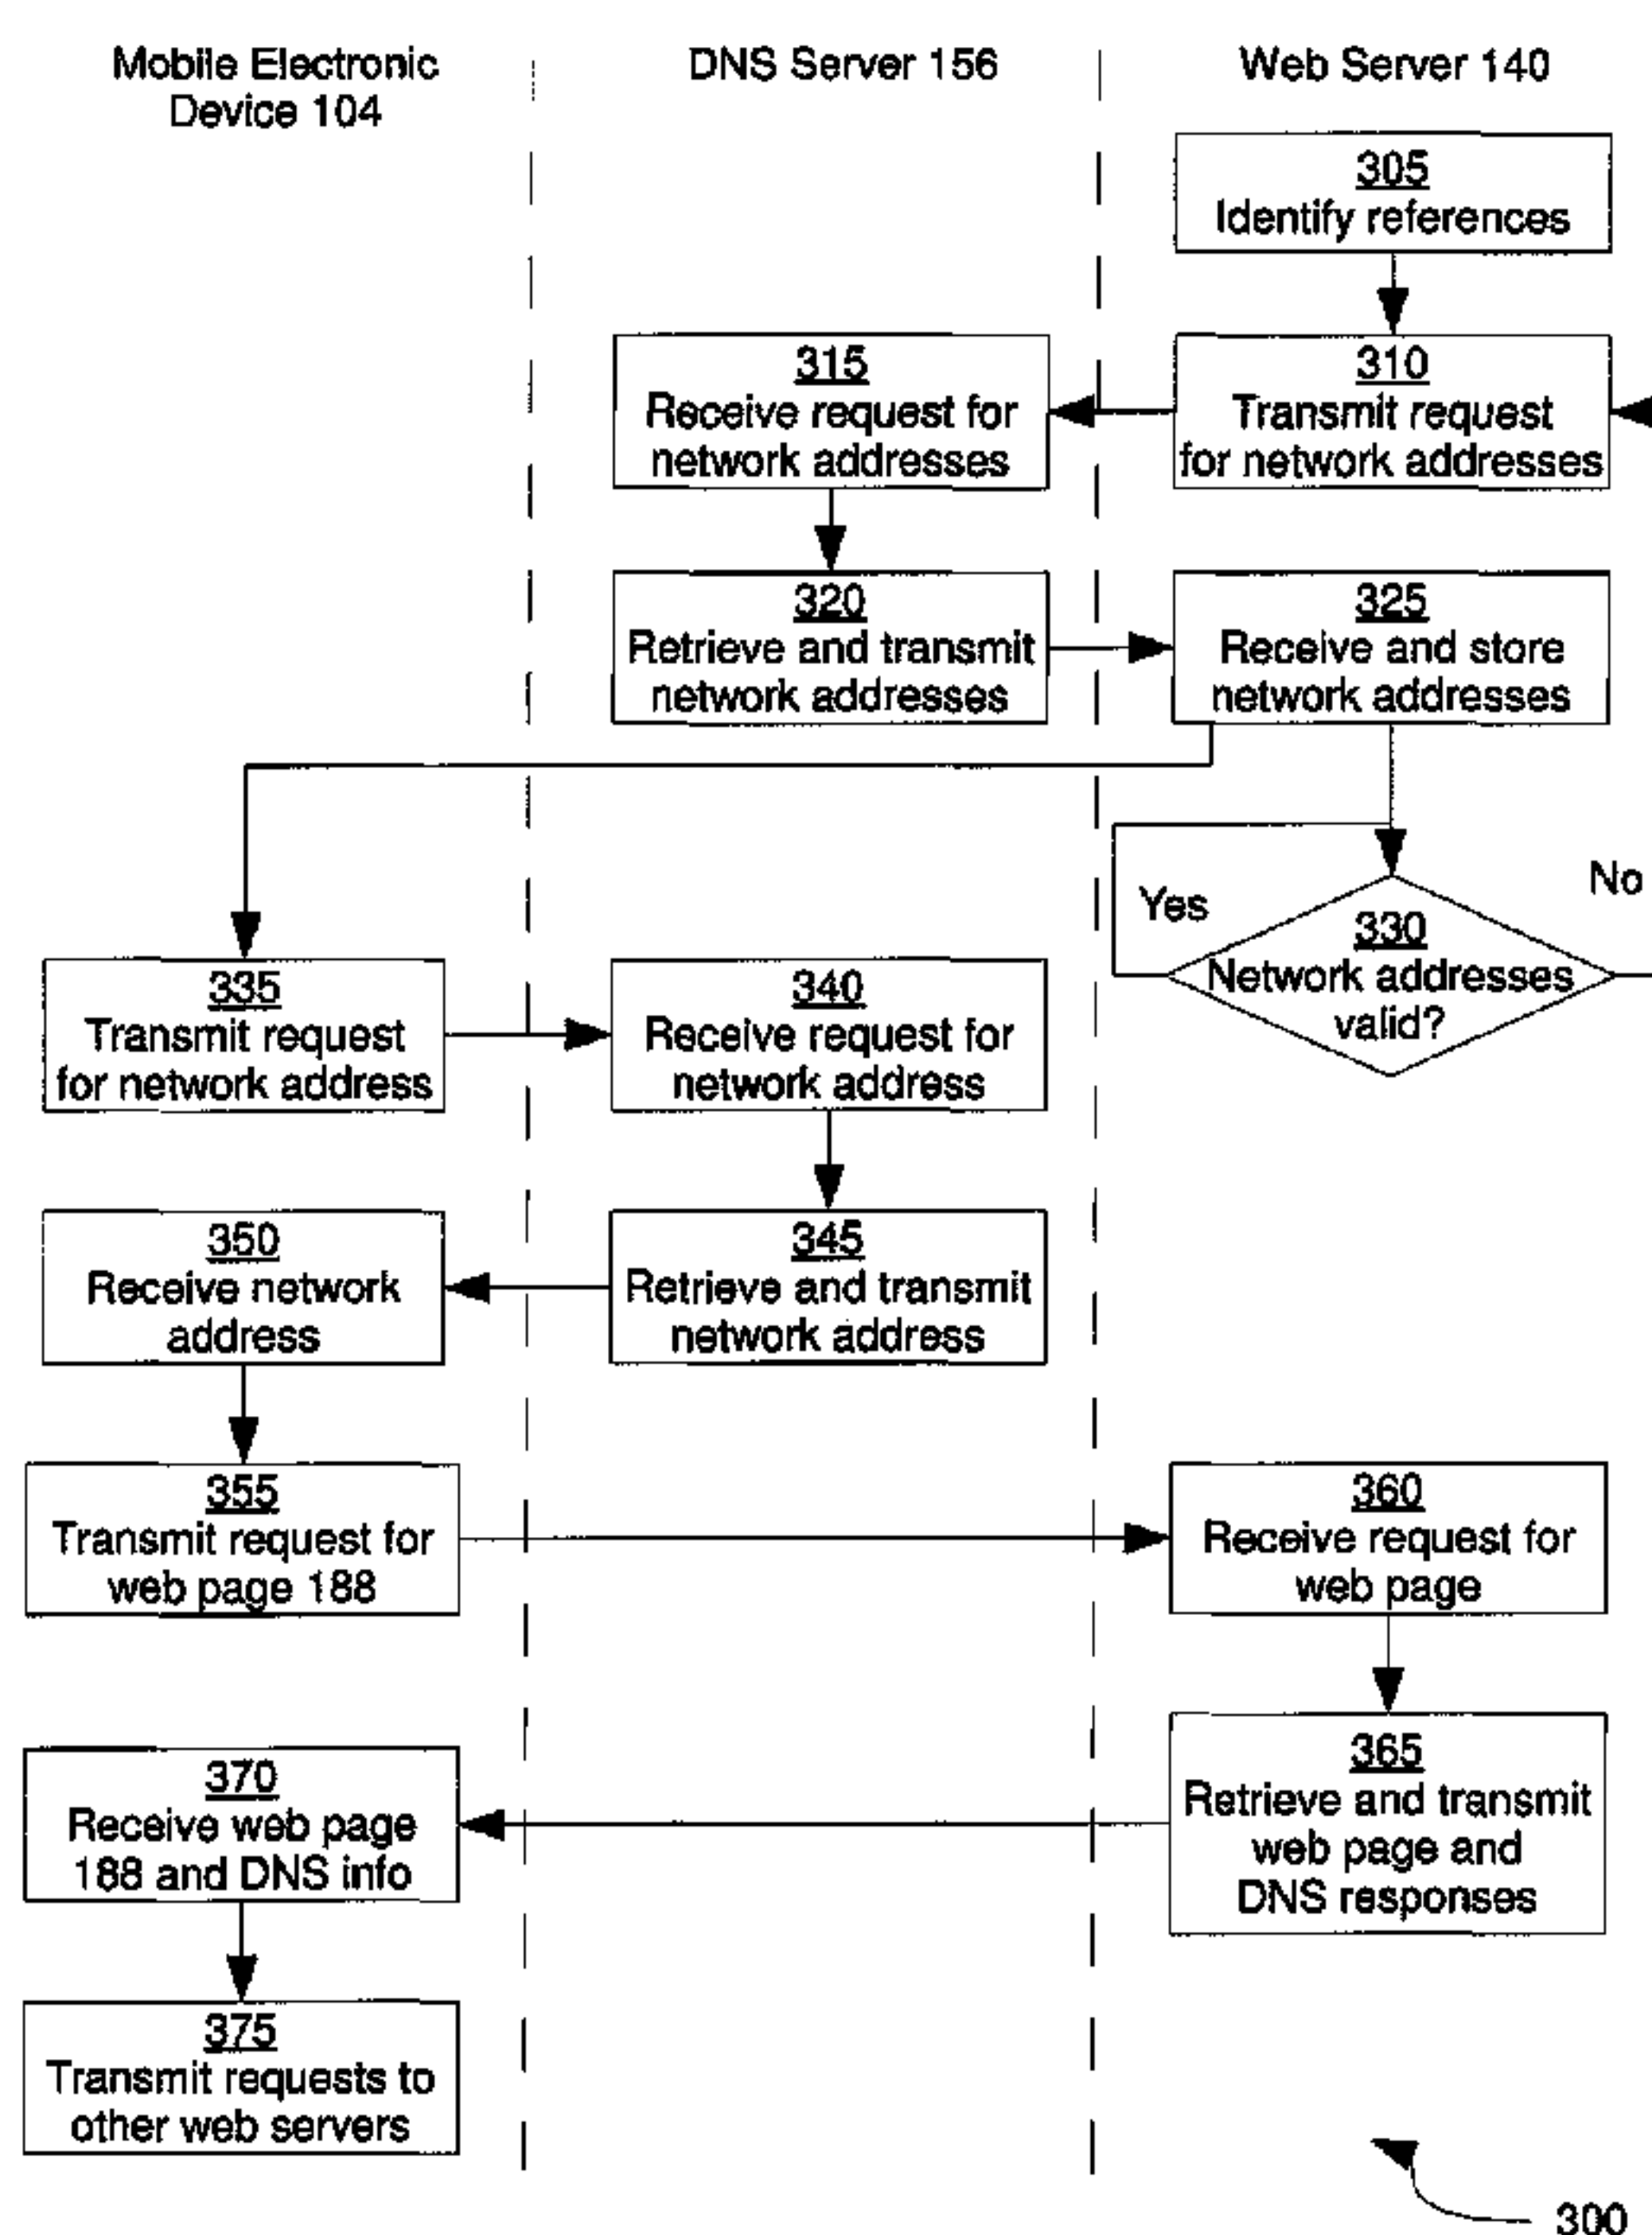 Mobile Electronic
Device 104
DNS Server 156
Web Server 140
305
Identify references
315
Receive request for
network addresses
310
Transmit request
for network addresses
320
Retrieve and transmit
network addresses
325
Receive and store
network addresses
Yes
No
330
Network addresses
valid?
335
Transmit request
for network address
340
Receive request for
network address
350
Receive network
address
345
Retrieve and transmit
network address
355
Transmit request for
web page 188
360
Receive request for
web page
370
Receive web page
188 and DNS info
365
Retrieve and transmit
web page and
DNS responses
375
Transmit requests to
other web servers
300